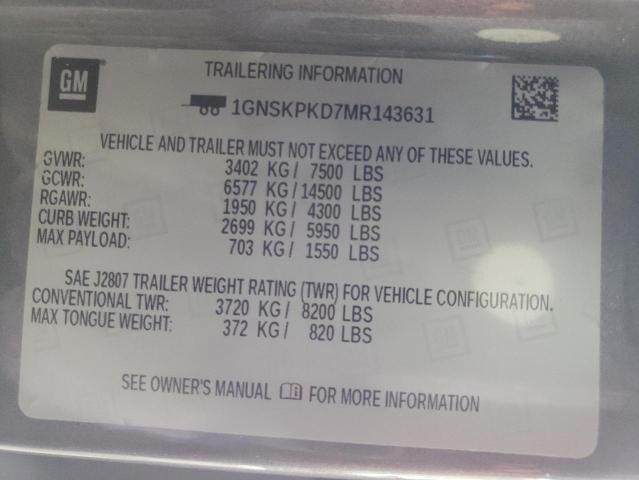 GM
TRAILERING INFORMATION
1GNSKPKD7MR143631
VEHICLE AND TRAILER MUST NOT EXCEED ANY OF THESE VALUES.
GVWR: 3402 KG/ 7500 LBS
GCWR: 6577 KG/ 14500 LBS
RGAWR: 1950 KG/ 4300 LBS
CURB WEIGHT: 2699 KG/ 5950 LBS
MAX PAYLOAD: 703 KG/ 1550 LBS
SAE J2807 TRAILER WEIGHT RATING (TWR) FOR VEHICLE CONFIGURATION.
CONVENTIONAL TWR: 3720 KG/ 8200 LBS
MAX TONGUE WEIGHT: 372 KG/ 820 LBS
SEE OWNER'S MANUAL FOR MORE INFORMATION